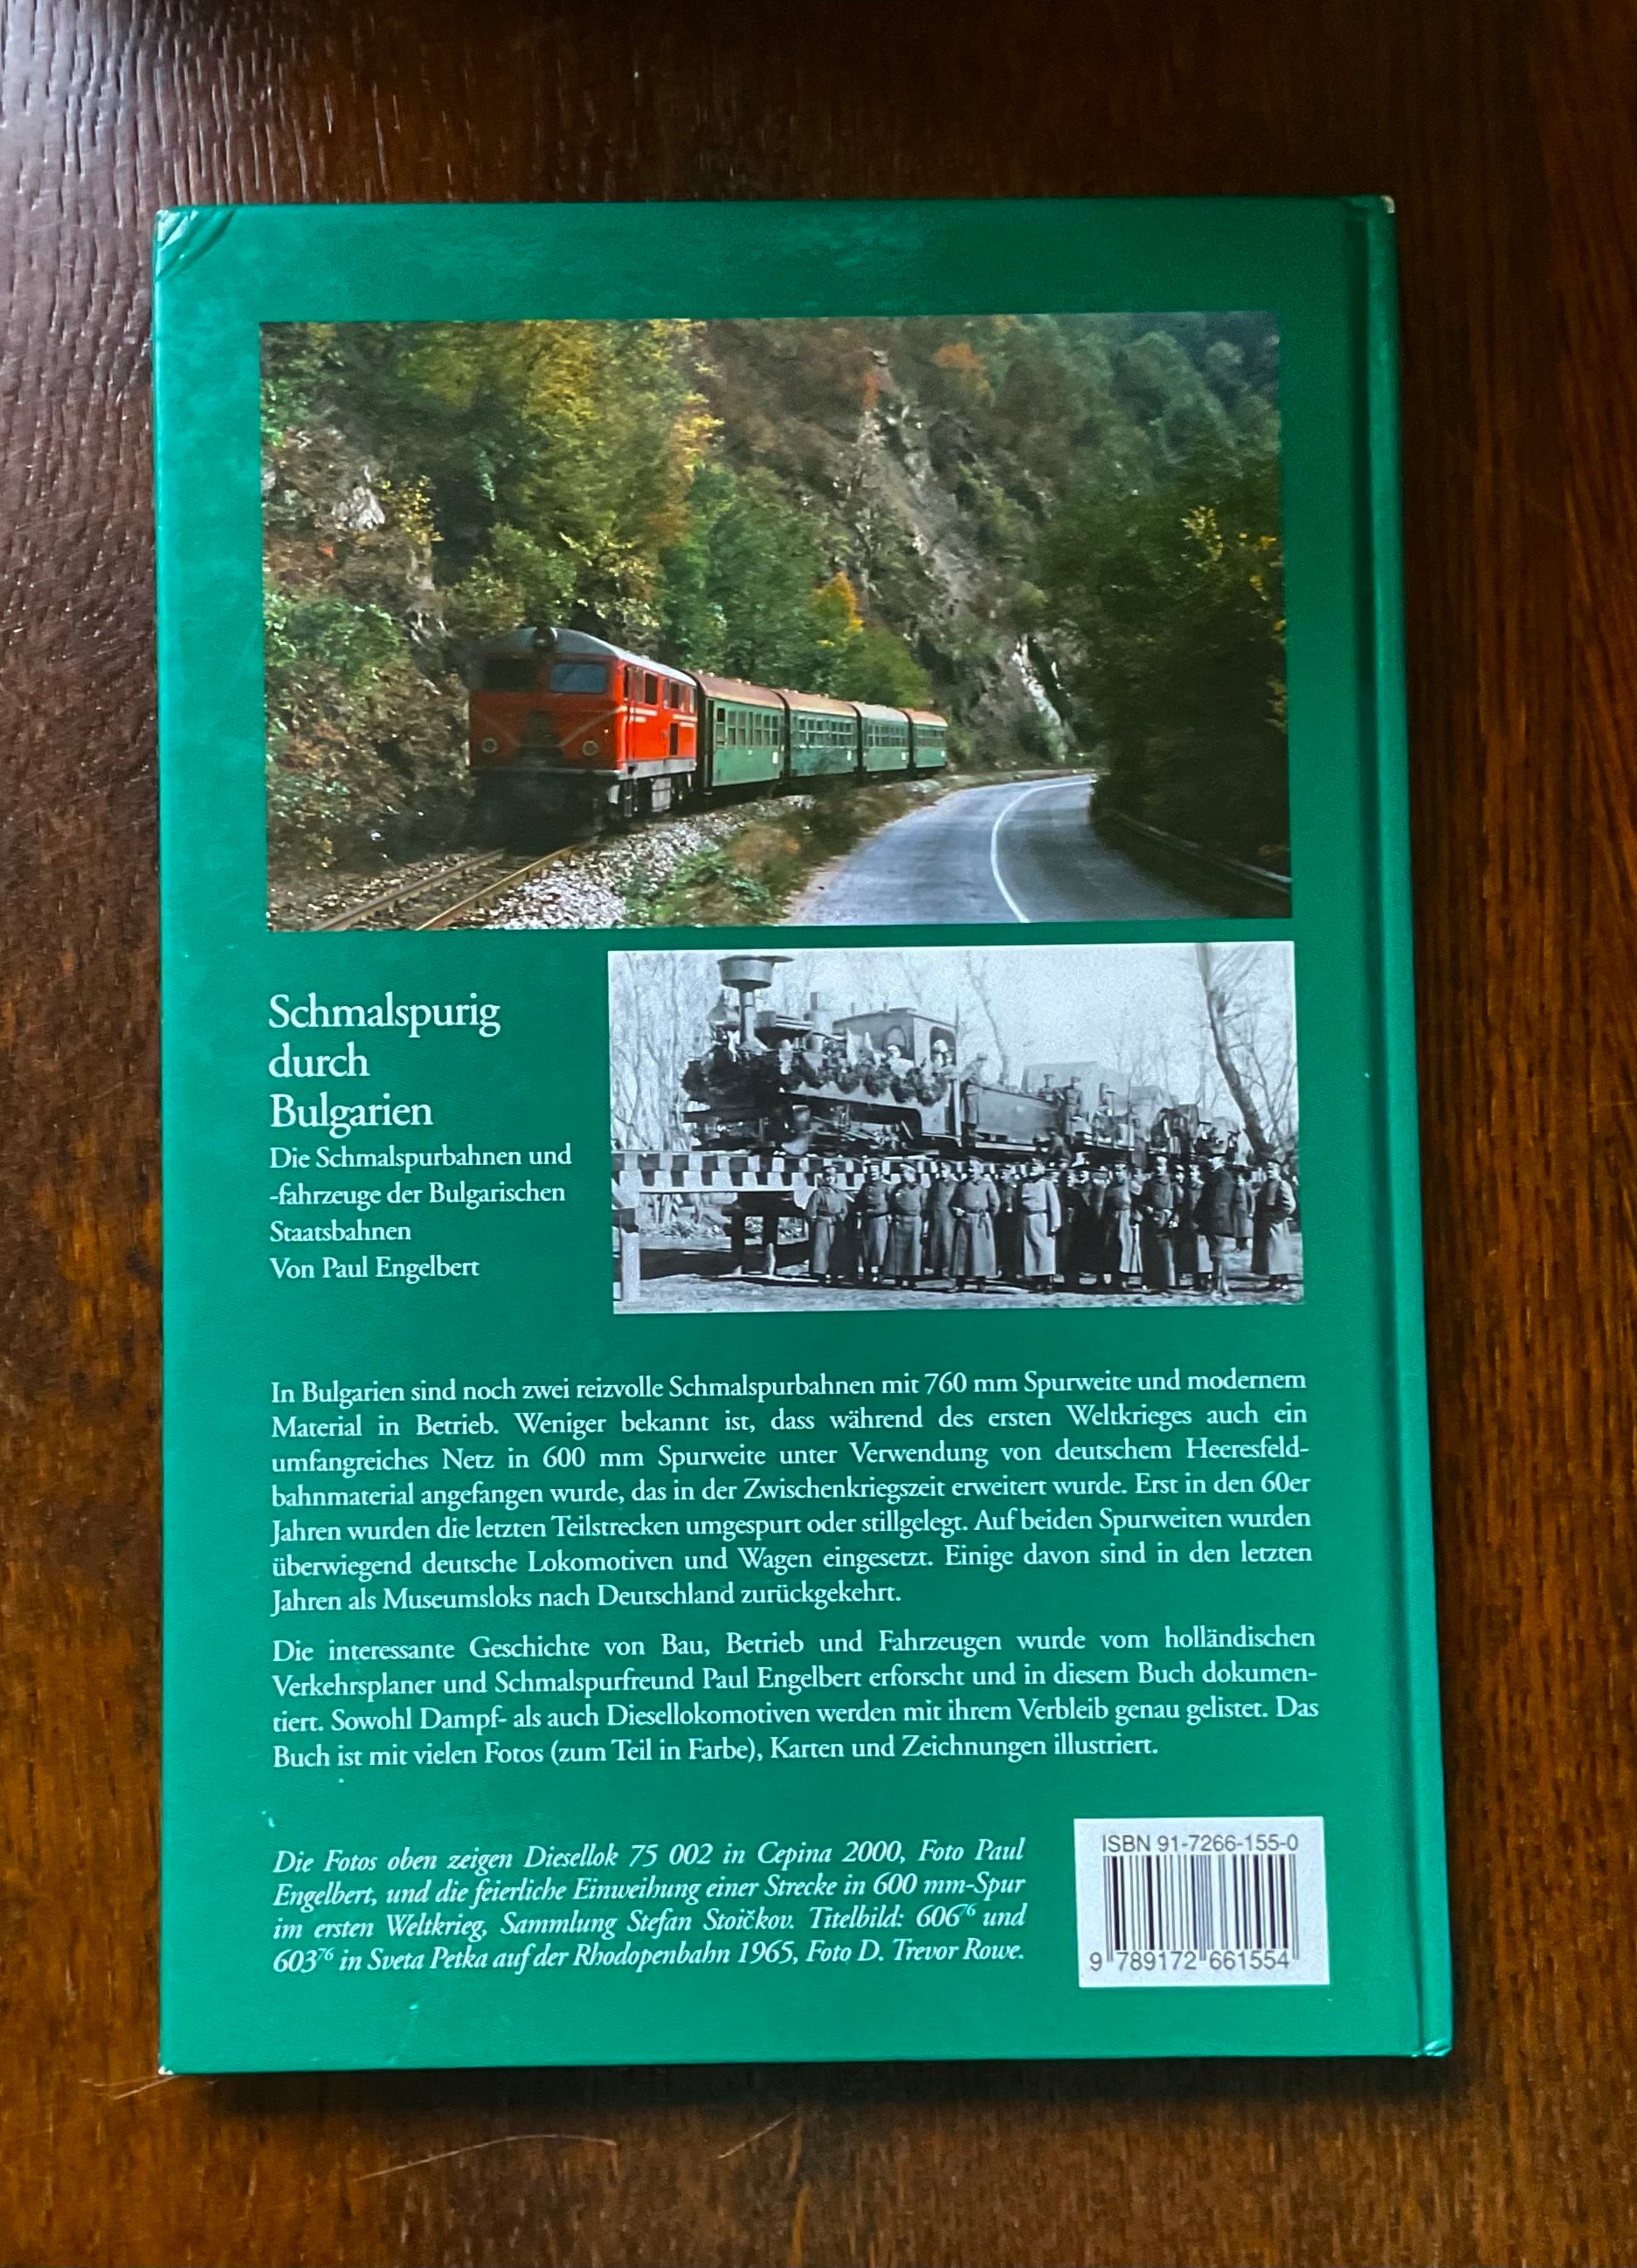 Schmalspurig
durch
Bulgarien
Die Schmalspurbahnen und
-fahrzeuge der Bulgarischen
Staatsbahnen
Von Paul Engelbert
In Bulgarien sind noch zwei reizvolle Schmalspurbahnen mit 760 mm Spurweite und modernem
Material in Betrieb. Weniger bekannt ist, dass während des ersten Weltkrieges auch ein
umfangreiches Netz in 600 mm Spurweite unter Verwendung von deutschem Heeresfeld-
bahnmaterial angefangen wurde, das in der Zwischenkriegszeit erweitert wurde. Erst in den 60er
Jahren wurden die letzten Teilstrecken umgespurt oder stillgelegt. Auf beiden Spurweiten wurden
überwiegend deutsche Lokomotiven und Wagen eingesetzt. Einige davon sind in den letzten
Jahren als Museumsloks nach Deutschland zurückgekehrt.
Die interessante Geschichte von Bau, Betrieb und Fahrzeugen wurde vom holländischen
Verkehrsplaner und Schmalspurfreund Paul Engelbert erforscht und in diesem Buch dokumen-
tiert. Sowohl Dampf- als auch Diesellokomotiven werden mit ihrem Verbleib genau gelistet. Das
Buch ist mit vielen Fotos (zum Teil in Farbe), Karten und Zeichnungen illustriert.
Die Fotos oben zeigen Diesellok 75 002 in Cepina 2000, Foto Paul
Engelbert, und die feierliche Einweihung einer Strecke in 600 mm-Spur
im ersten Weltkrieg, Sammlung Stefan Stoičkov. Titelbild: 606⁷⁶ und
603⁷⁶ in Sveta Petka auf der Rhodopenbahn 1965, Foto D. Trevor Rowe.
ISBN 91-7266-155-0
9 789172 661554